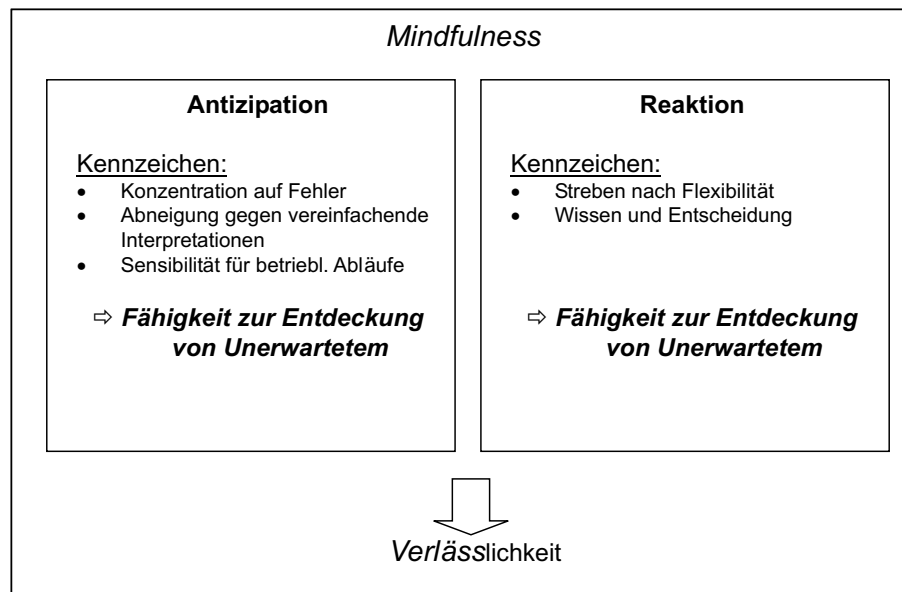 Mindfulness
Antizipation
Kennzeichen:
• Konzentration auf Fehler
• Abneigung gegen vereinfachende
Interpretationen
• Sensibilität für betriebl. Abläufe
⇨ Fähigkeit zur Entdeckung
von Unerwartetem
Reaktion
Kennzeichen:
• Streben nach Flexibilität
• Wissen und Entscheidung
⇨ Fähigkeit zur Entdeckung
von Unerwartetem
Verlässlichkeit